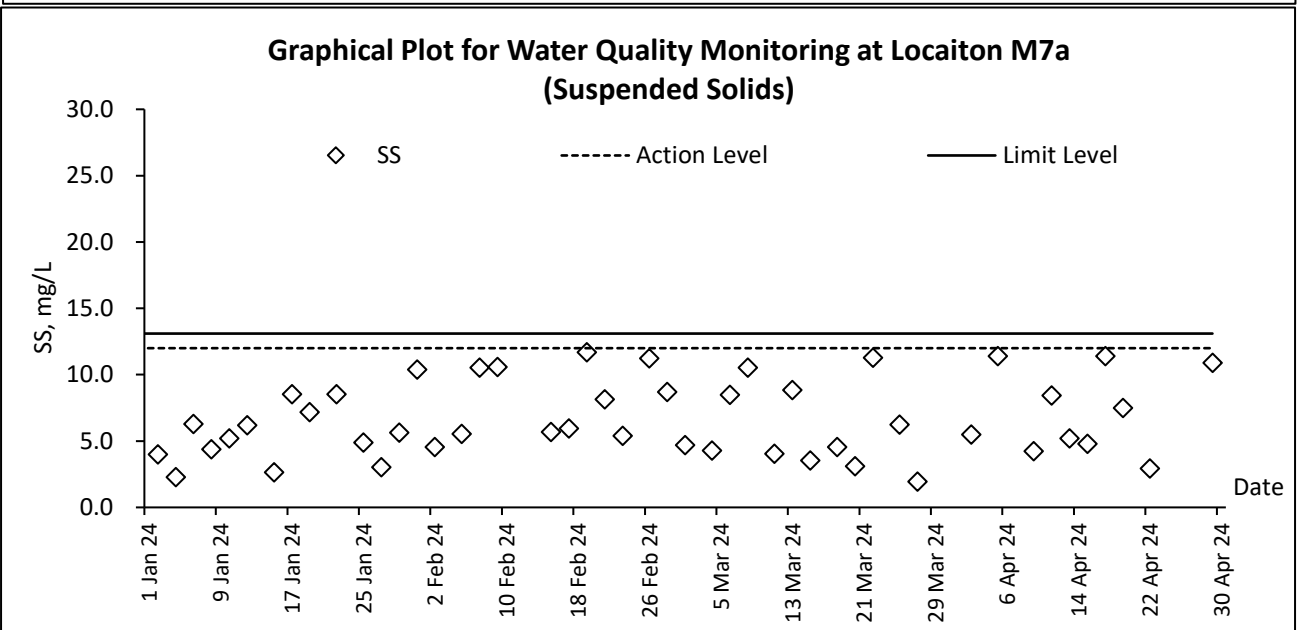 Graphical Plot for Water Quality Monitoring at Locaiton M7a
(Suspended Solids)
30.0
25.0
20.0
15.0
10.0
5.0
0.0
SS, mg/L
SS
Action Level
Limit Level
Date
1 Jan 24
9 Jan 24
17 Jan 24
25 Jan 24
2 Feb 24
10 Feb 24
18 Feb 24
26 Feb 24
5 Mar 24
13 Mar 24
21 Mar 24
29 Mar 24
6 Apr 24
14 Apr 24
22 Apr 24
30 Apr 24